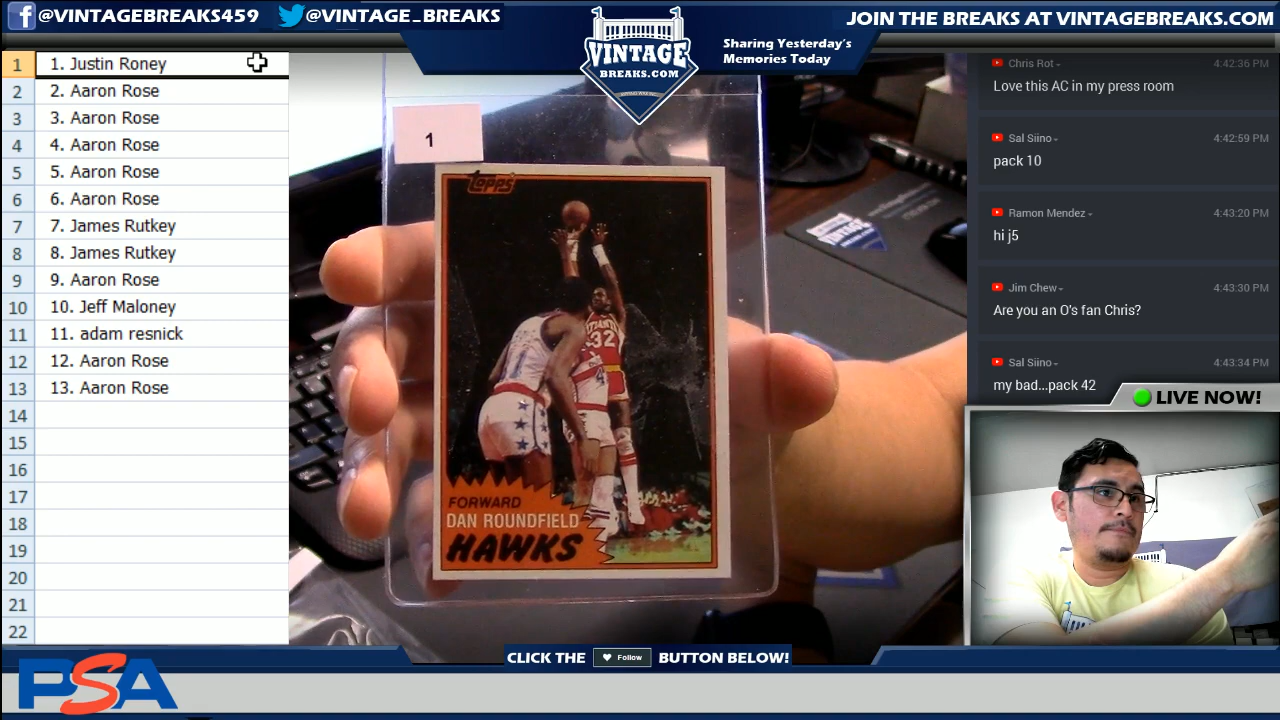 @VINTAGEBREAKS459
@VINTAGE_BREAKS
VINTAGE
BREAKS.COM
Sharing Yesterday's
Memories Today
JOIN THE BREAKS AT VINTAGEBREAKS.COM
1 1. Justin Roney
2 2. Aaron Rose
3 3. Aaron Rose
4 4. Aaron Rose
5 5. Aaron Rose
6 6. Aaron Rose
7 7. James Rutkey
8 8. James Rutkey
9 9. Aaron Rose
10 10. Jeff Maloney
11 11. adam resnick
12 12. Aaron Rose
13 13. Aaron Rose
14
15
16
17
18
19
20
21
22
1
Topps
ATLANTA
32
FORWARD
DAN ROUNDFIELD
HAWKS
Chris Rot 4:42:36 PM
Love this AC in my press room
Sal Siino 4:42:59 PM
pack 10
Ramon Mendez 4:43:20 PM
hi j5
Jim Chew 4:43:30 PM
Are you an O's fan Chris?
Sal Siino 4:43:34 PM
my bad...pack 42
LIVE NOW!
CLICK THE Follow BUTTON BELOW!
PSA